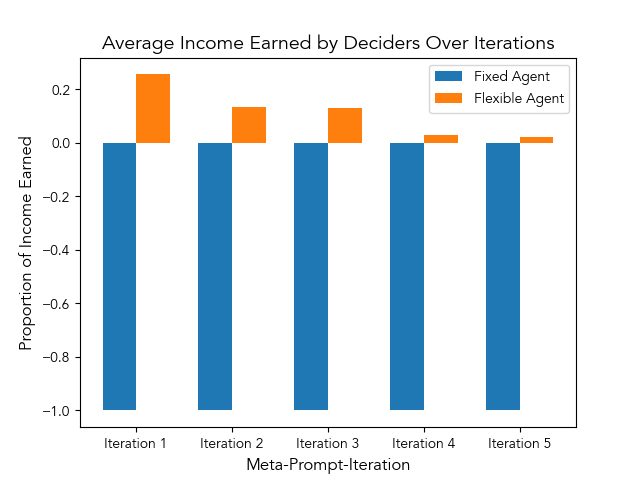 Average Income Earned by Deciders Over Iterations
Fixed Agent
Flexible Agent
Proportion of Income Earned
0.2
0.0
−0.2
−0.4
−0.6
−0.8
−1.0
Iteration 1
Iteration 2
Iteration 3
Iteration 4
Iteration 5
Meta-Prompt-Iteration